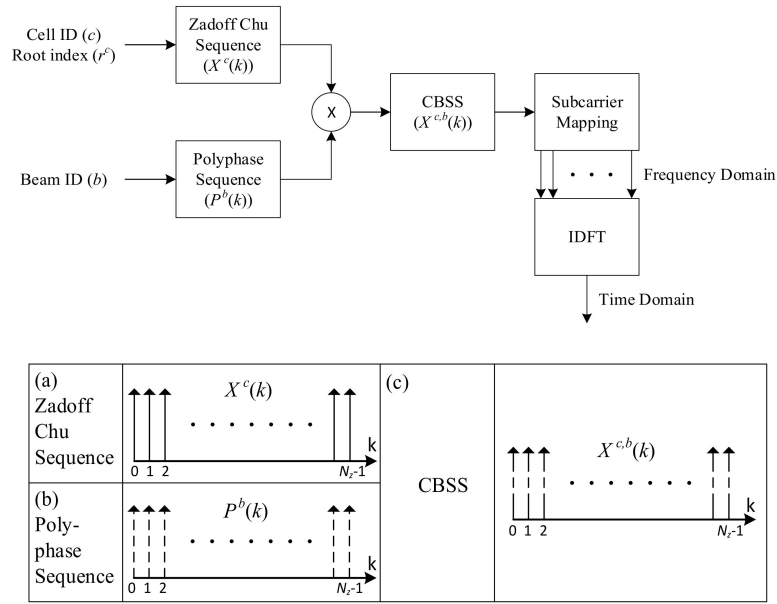 Cell ID (c)
Root index (r^c)
Zadoff Chu
Sequence
(X^c(k))
X
CBSS
(X^{c,b}(k))
Subcarrier
Mapping
Beam ID (b)
Polyphase
Sequence
(P^b(k))
Frequency Domain
IDFT
Time Domain
(a)
Zadoff
Chu
Sequence
X^c(k)
k
0 1 2 N_z-1
(b)
Poly-
phase
Sequence
P^b(k)
k
0 1 2 N_z-1
(c)
CBSS
X^{c,b}(k)
k
0 1 2 N_z-1